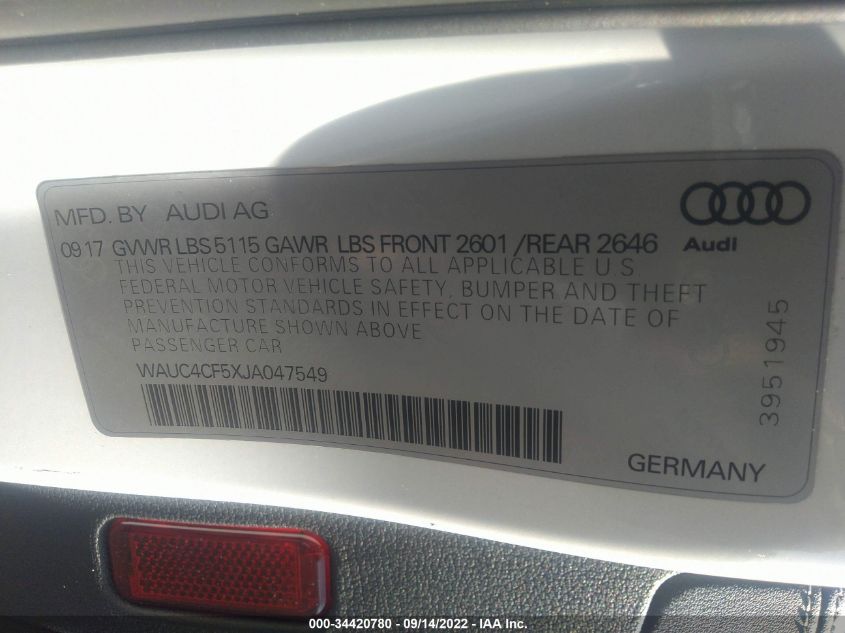 MFD. BY AUDI AG
0917 GVWR LBS 5115 GAWR LBS FRONT 2601 /REAR 2646
Audi
THIS VEHICLE CONFORMS TO ALL APPLICABLE U S
FEDERAL MOTOR VEHICLE SAFETY, BUMPER AND THEFT
PREVENTION STANDARDS IN EFFECT ON THE DATE OF
MANUFACTURE SHOWN ABOVE
PASSENGER CAR
WAUC4CF5XJA047549
3951945
GERMANY
000-34420780 - 09/14/2022 - IAA Inc.